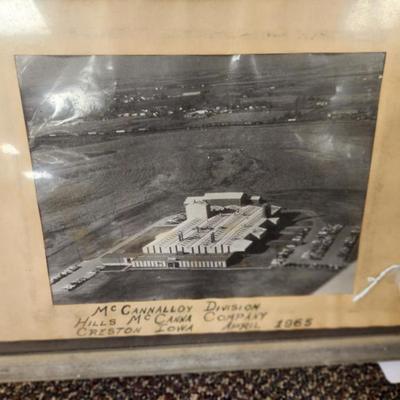 McCannalloy Division
Hills McCanna Company
Creston Iowa April 1965